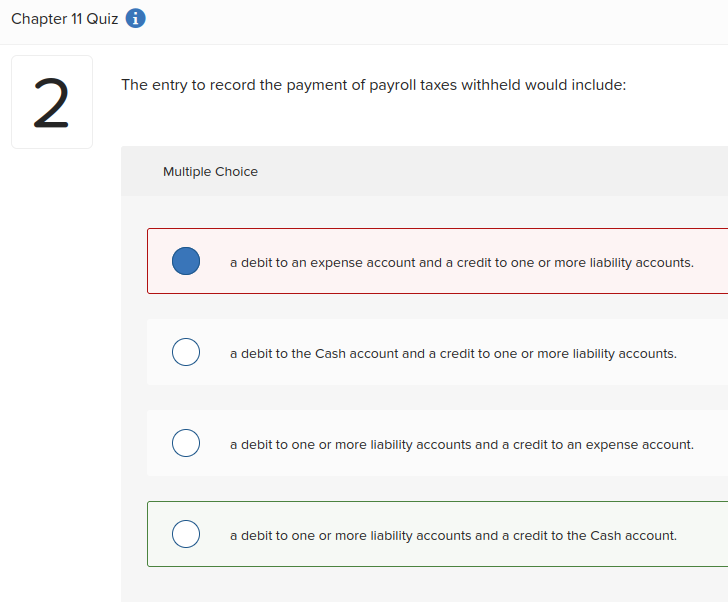 Chapter 11 Quiz i
2
The entry to record the payment of payroll taxes withheld would include:
Multiple Choice
a debit to an expense account and a credit to one or more liability accounts.
a debit to the Cash account and a credit to one or more liability accounts.
a debit to one or more liability accounts and a credit to an expense account.
a debit to one or more liability accounts and a credit to the Cash account.